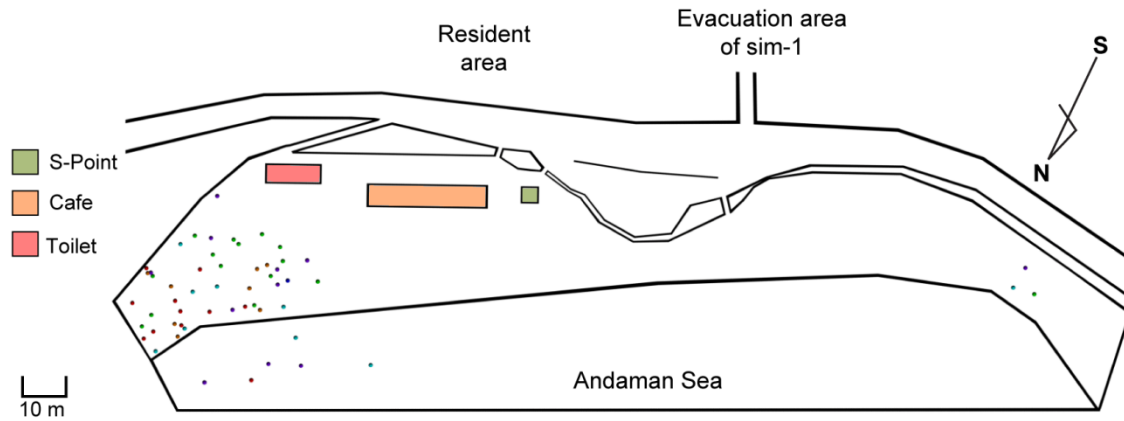 Resident
area
Evacuation area
of sim-1
S
N
S-Point
Cafe
Toilet
Andaman Sea
10 m